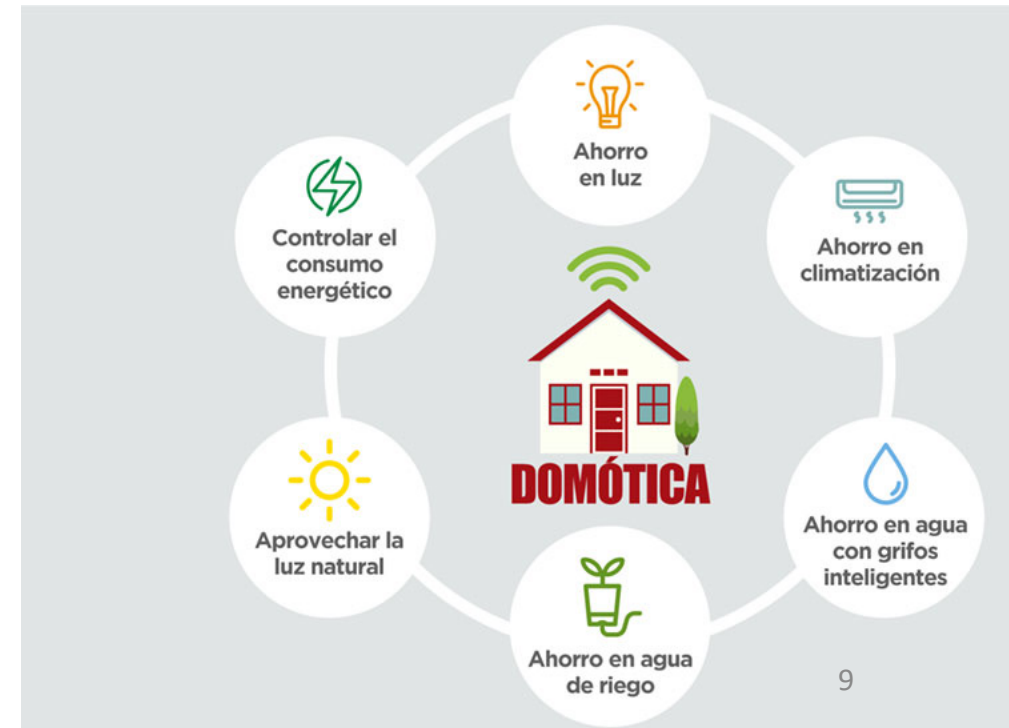 Ahorro
en luz
Controlar el
consumo
energético
Ahorro en
climatización
DOMÓTICA
Aprovechar la
luz natural
Ahorro en agua
con grifos
inteligentes
Ahorro en agua
de riego
9